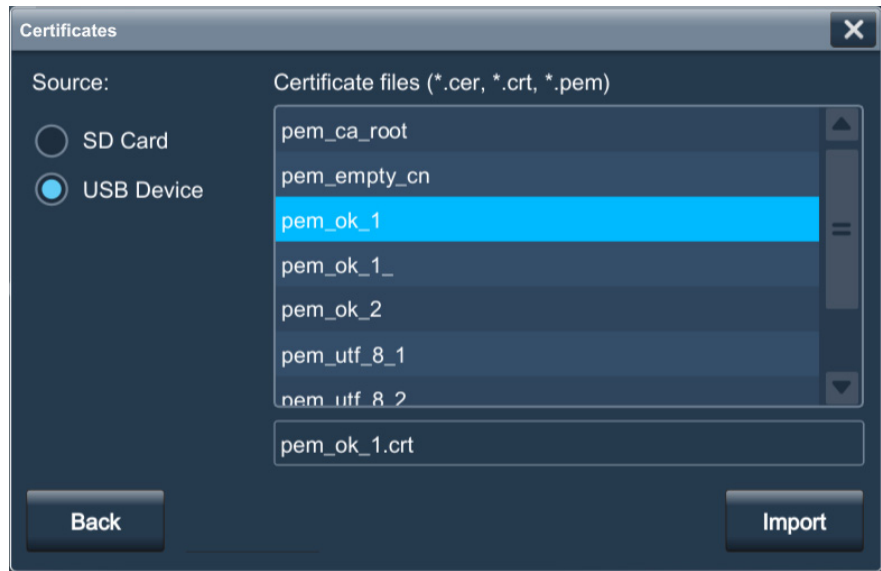 Certificates
Source:
Certificate files (*.cer, *.crt, *.pem)
SD Card
USB Device
pem_ca_root
pem_empty_cn
pem_ok_1
pem_ok_1_
pem_ok_2
pem_utf_8_1
pem_utf_8_2
pem_ok_1.crt
Back
Import